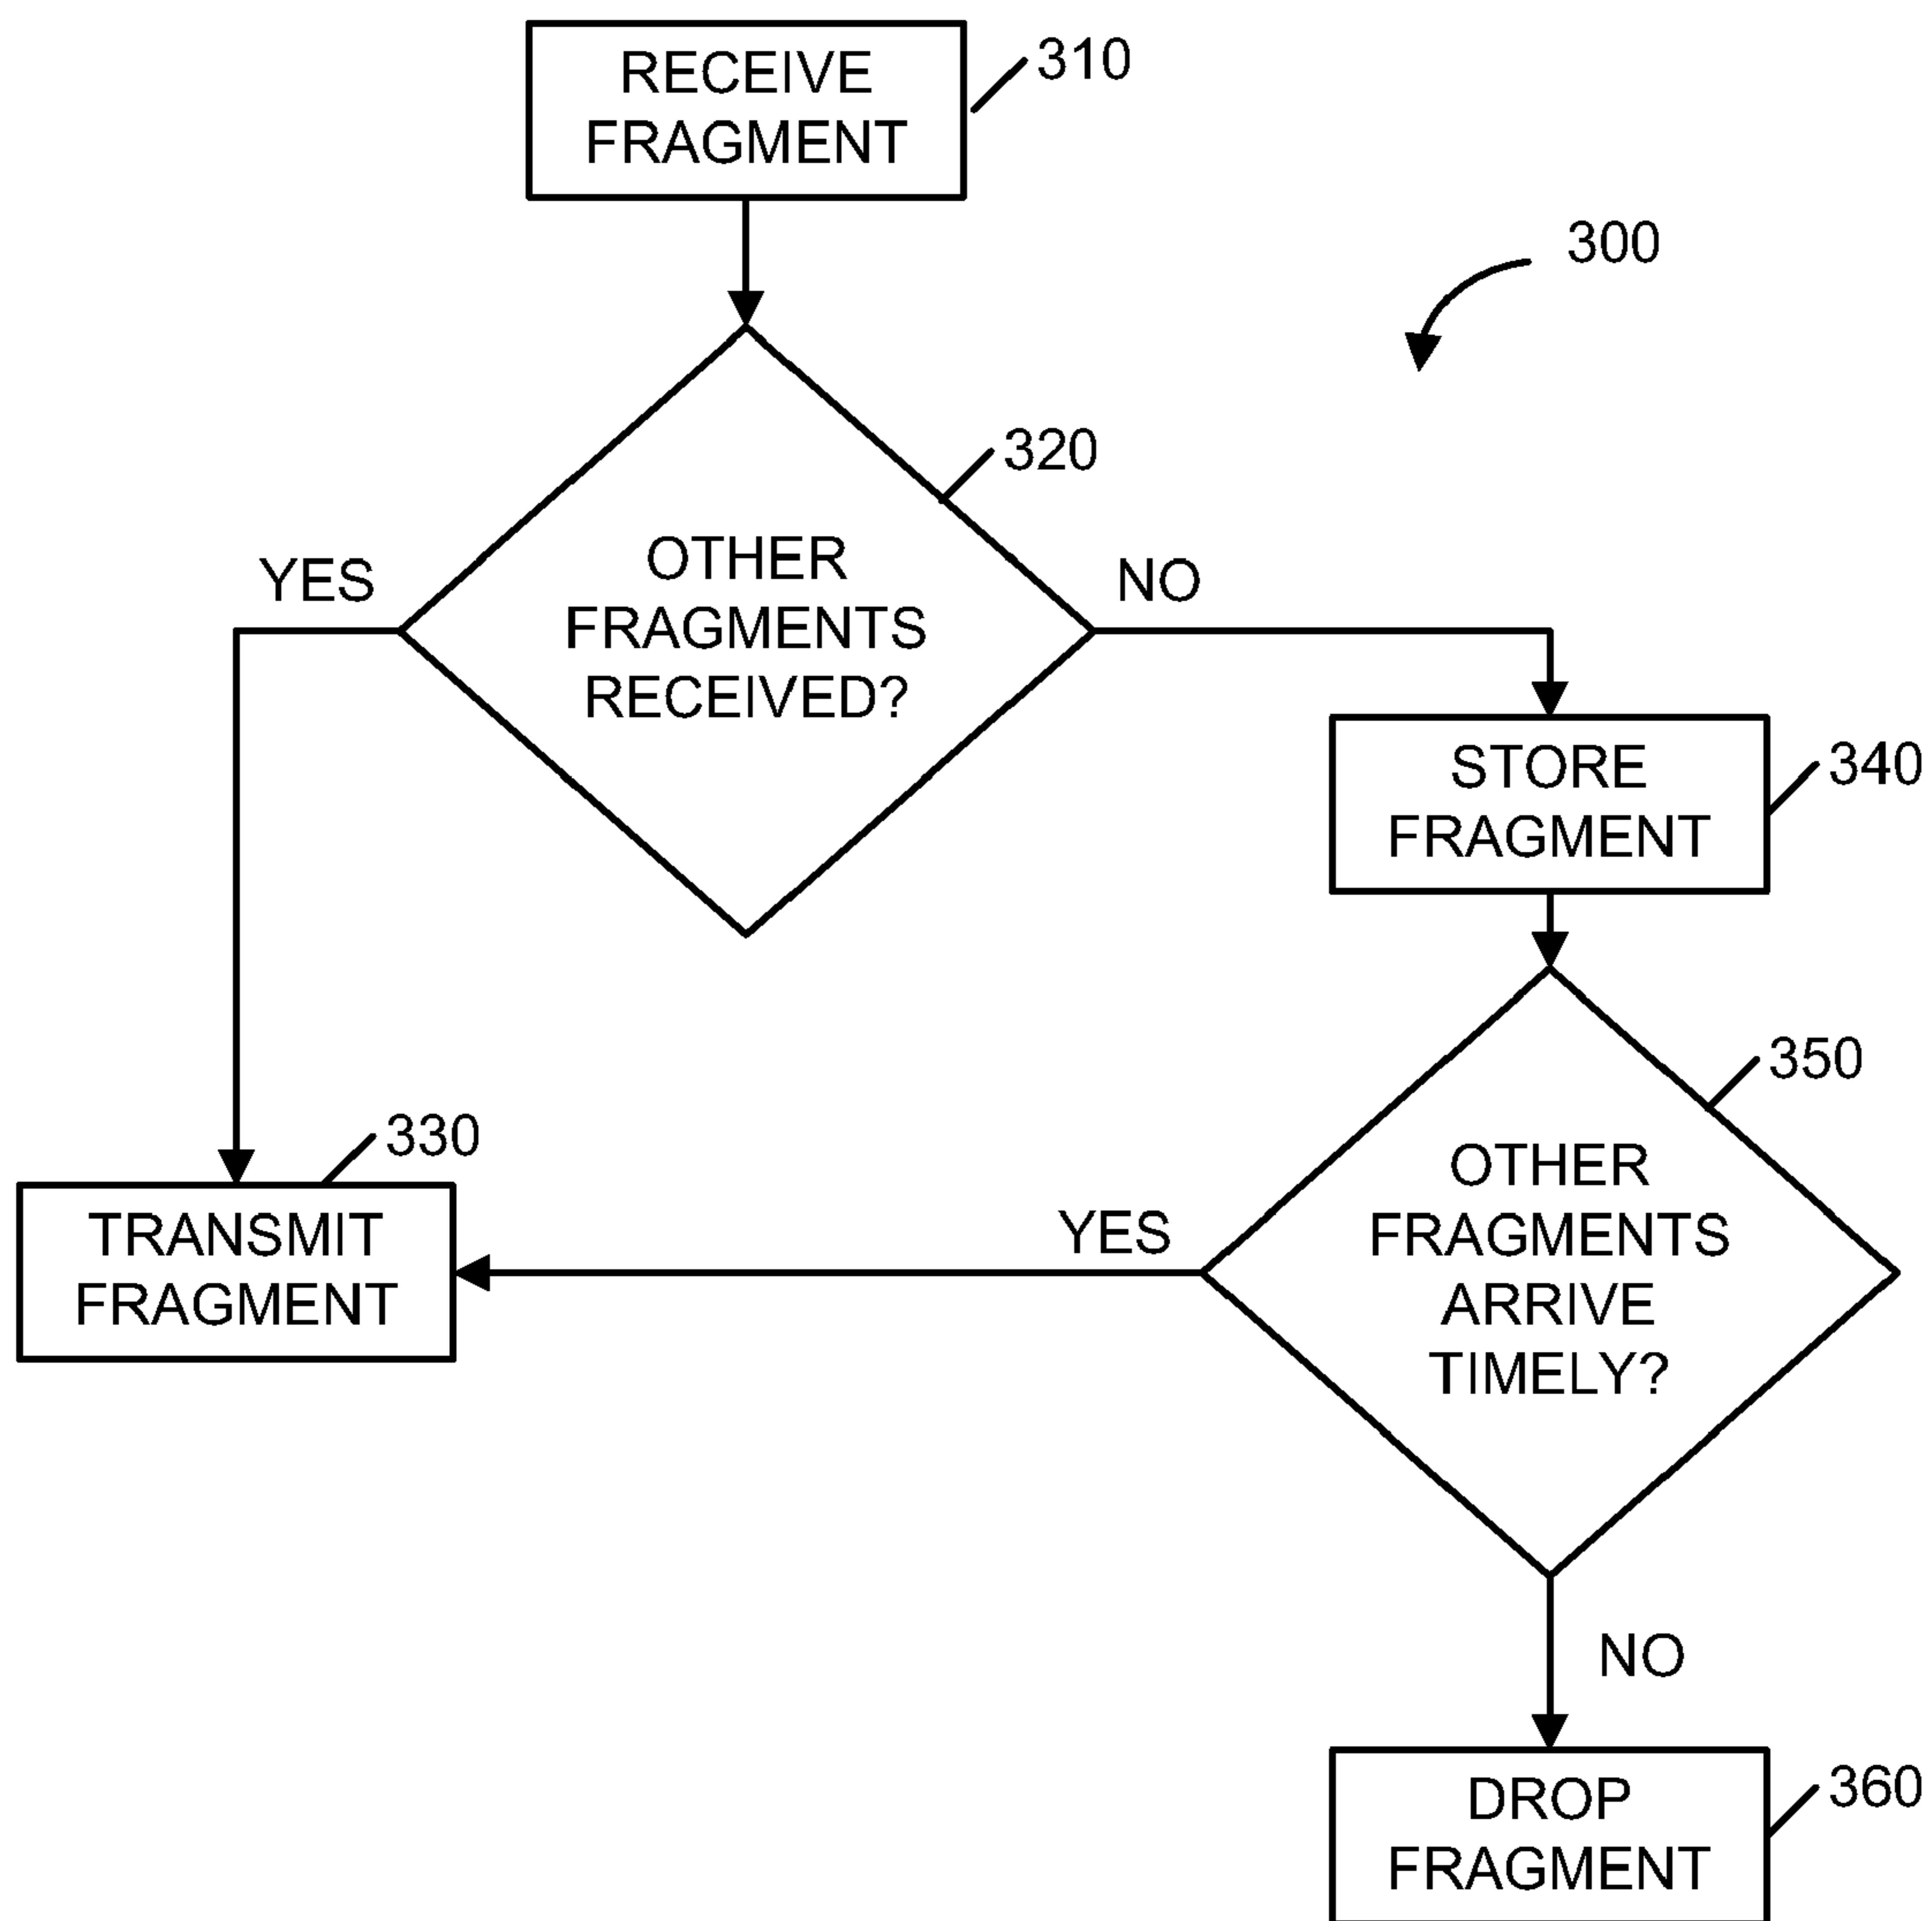 RECEIVE
FRAGMENT
310
300
320
OTHER
FRAGMENTS
RECEIVED?
YES
NO
STORE
FRAGMENT
340
350
330
OTHER
FRAGMENTS
ARRIVE
TIMELY?
YES
TRANSMIT
FRAGMENT
NO
DROP
FRAGMENT
360